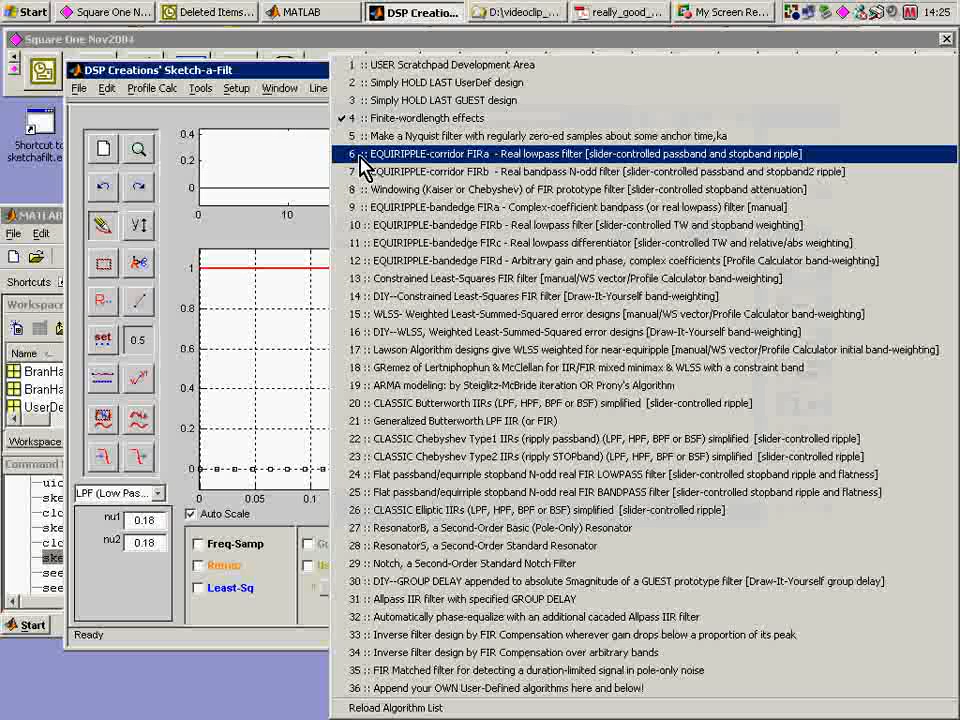 Start Square One N... Deleted Items... MATLAB DSP Creatio... D:\videoclip_... really_good_... My Screen Re... 14:25
Square One Nov2004
DSP Creations' Sketch-a-Filt
File Edit Profile Calc Tools Setup Window Line
Shortcut to
sketchafilt.ex
MATLAB
File Edit
Shortcuts
Workspac
Name
BranHa
BranHa
UserDe
Workspace
Command
uic
ske
clo
ske
clo
ske
see
see
Start
0.4
0.2
0
0 10
1
0.8
0.6
0.4
0.2
0
0 0.05 0.1
Y
R..
set 0.5
LPF (Low Pas...
Auto Scale
nu1 0.18
nu2 0.18
Freq-Samp
Remez
Least-Sq
Ready
1 :: USER Scratchpad Development Area
2 :: Simply HOLD LAST UserDef design
3 :: Simply HOLD LAST GUEST design
4 :: Finite-wordlength effects
5 :: Make a Nyquist filter with regularly zero-ed samples about some anchor time,ka
6 :: EQUIRIPPLE-corridor FIRa - Real lowpass filter [slider-controlled passband and stopband ripple]
7 EQUIRIPPLE-corridor FIRb - Real bandpass N-odd filter [slider-controlled passband and stopband2 ripple]
8 :: Windowing (Kaiser or Chebyshev) of FIR prototype filter [slider-controlled stopband attenuation]
9 :: EQUIRIPPLE-bandedge FIRa - Complex-coefficient bandpass (or real lowpass) filter [manual]
10 :: EQUIRIPPLE-bandedge FIRb - Real lowpass filter [slider-controlled TW and stopband weighting]
11 :: EQUIRIPPLE-bandedge FIRc - Real lowpass differentiator [slider-controlled TW and relative/abs weighting]
12 :: EQUIRIPPLE-bandedge FIRd - Arbitrary gain and phase, complex coefficients [Profile Calculator band-weighting]
13 :: Constrained Least-Squares FIR filter [manual/WS vector/Profile Calculator band-weighting]
14 :: DIY--Constrained Least-Squares FIR filter [Draw-It-Yourself band-weighting]
15 :: WLSS- Weighted Least-Summed-Squared error designs [manual/WS vector/Profile Calculator band-weighting]
16 :: DIY--WLSS, Weighted Least-Summed-Squared error designs [Draw-It-Yourself band-weighting]
17 :: Lawson Algorithm designs give WLSS weighted for near-equiripple [manual/WS vector/Profile Calculator initial band-weighting]
18 :: GRemez of Lertniphophun & McClellan for IIR/FIR mixed minimax & WLSS with a constraint band
19 :: ARMA modeling: by Steiglitz-McBride iteration OR Prony's Algorithm
20 :: CLASSIC Butterworth IIRs (LPF, HPF, BPF or BSF) simplified [slider-controlled ripple]
21 :: Generalized Butterworth LPF IIR (or FIR)
22 :: CLASSIC Chebyshev Type1 IIRs (ripply passband) (LPF, HPF, BPF or BSF) simplified [slider-controlled ripple]
23 :: CLASSIC Chebyshev Type2 IIRs (ripply STOPband) (LPF, HPF, BPF or BSF) simplified [slider-controlled ripple]
24 :: Flat passband/equirriple stopband N-odd real FIR LOWPASS filter [slider-controlled stopband ripple and flatness]
25 :: Flat passband/equirriple stopband N-odd real FIR BANDPASS filter [slider-controlled stopband ripple and flatness]
26 :: CLASSIC Elliptic IIRs (LPF, HPF, BPF or BSF) simplified [slider-controlled ripple]
27 :: ResonatorB, a Second-Order Basic (Pole-Only) Resonator
28 :: ResonatorS, a Second-Order Standard Resonator
29 :: Notch, a Second-Order Standard Notch Filter
30 :: DIY--GROUP DELAY appended to absolute Smagnitude of a GUEST prototype filter [Draw-It-Yourself group delay]
31 :: Allpass IIR filter with specified GROUP DELAY
32 :: Automatically phase-equalize with an additional cacaded Allpass IIR filter
33 :: Inverse filter design by FIR Compensation wherever gain drops below a proportion of its peak
34 :: Inverse filter design by FIR Compensation over arbitrary bands
35 :: FIR Matched filter for detecting a duration-limited signal in pole-only noise
36 :: Append your OWN User-Defined algorithms here and below!
Reload Algorithm List